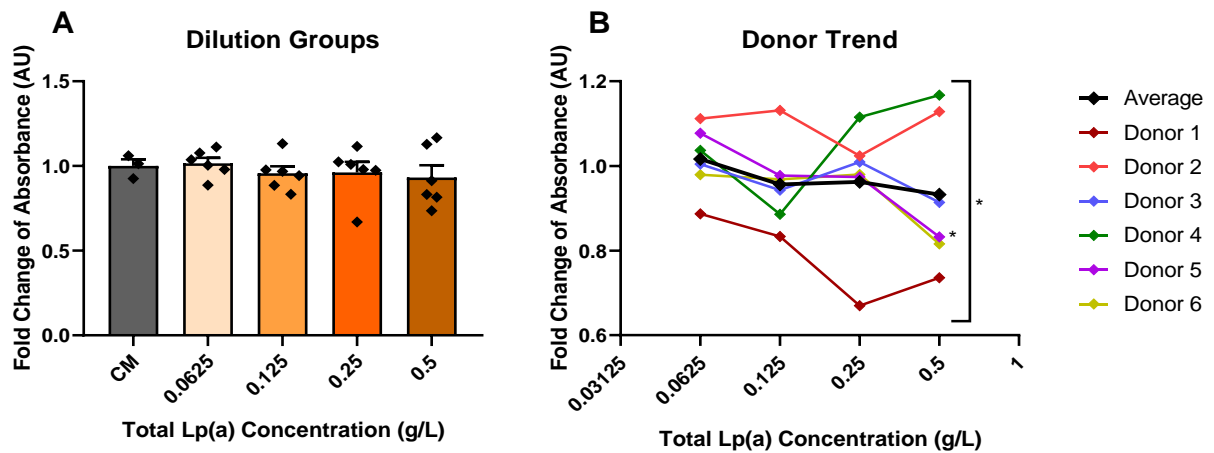 A
Dilution Groups
Fold Change of Absorbance (AU)
1.5
1.0
0.5
0.0
CM
0.0625
0.125
0.25
0.5
Total Lp(a) Concentration (g/L)
B
Donor Trend
Fold Change of Absorbance (AU)
1.2
1.0
0.8
0.6
*
*
0.03125
0.0625
0.125
0.25
0.5
1
Total Lp(a) Concentration (g/L)
Average
Donor 1
Donor 2
Donor 3
Donor 4
Donor 5
Donor 6